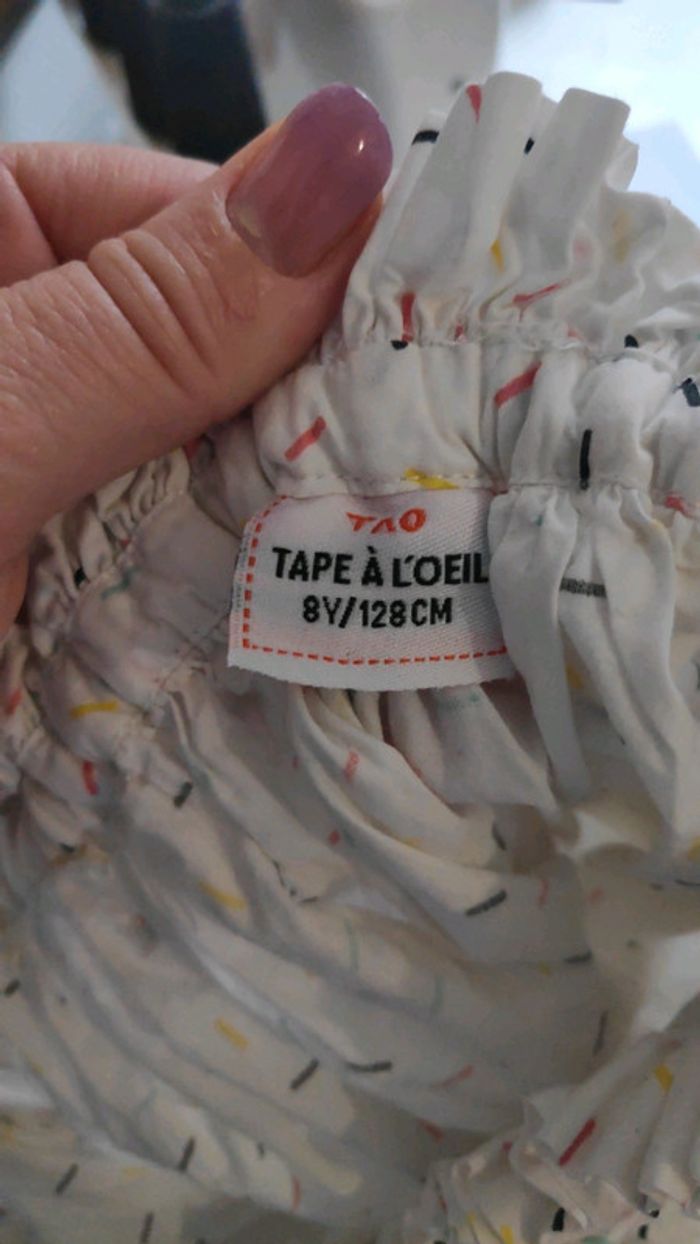 TAO
TAPE À L'OEIL
8Y/128CM